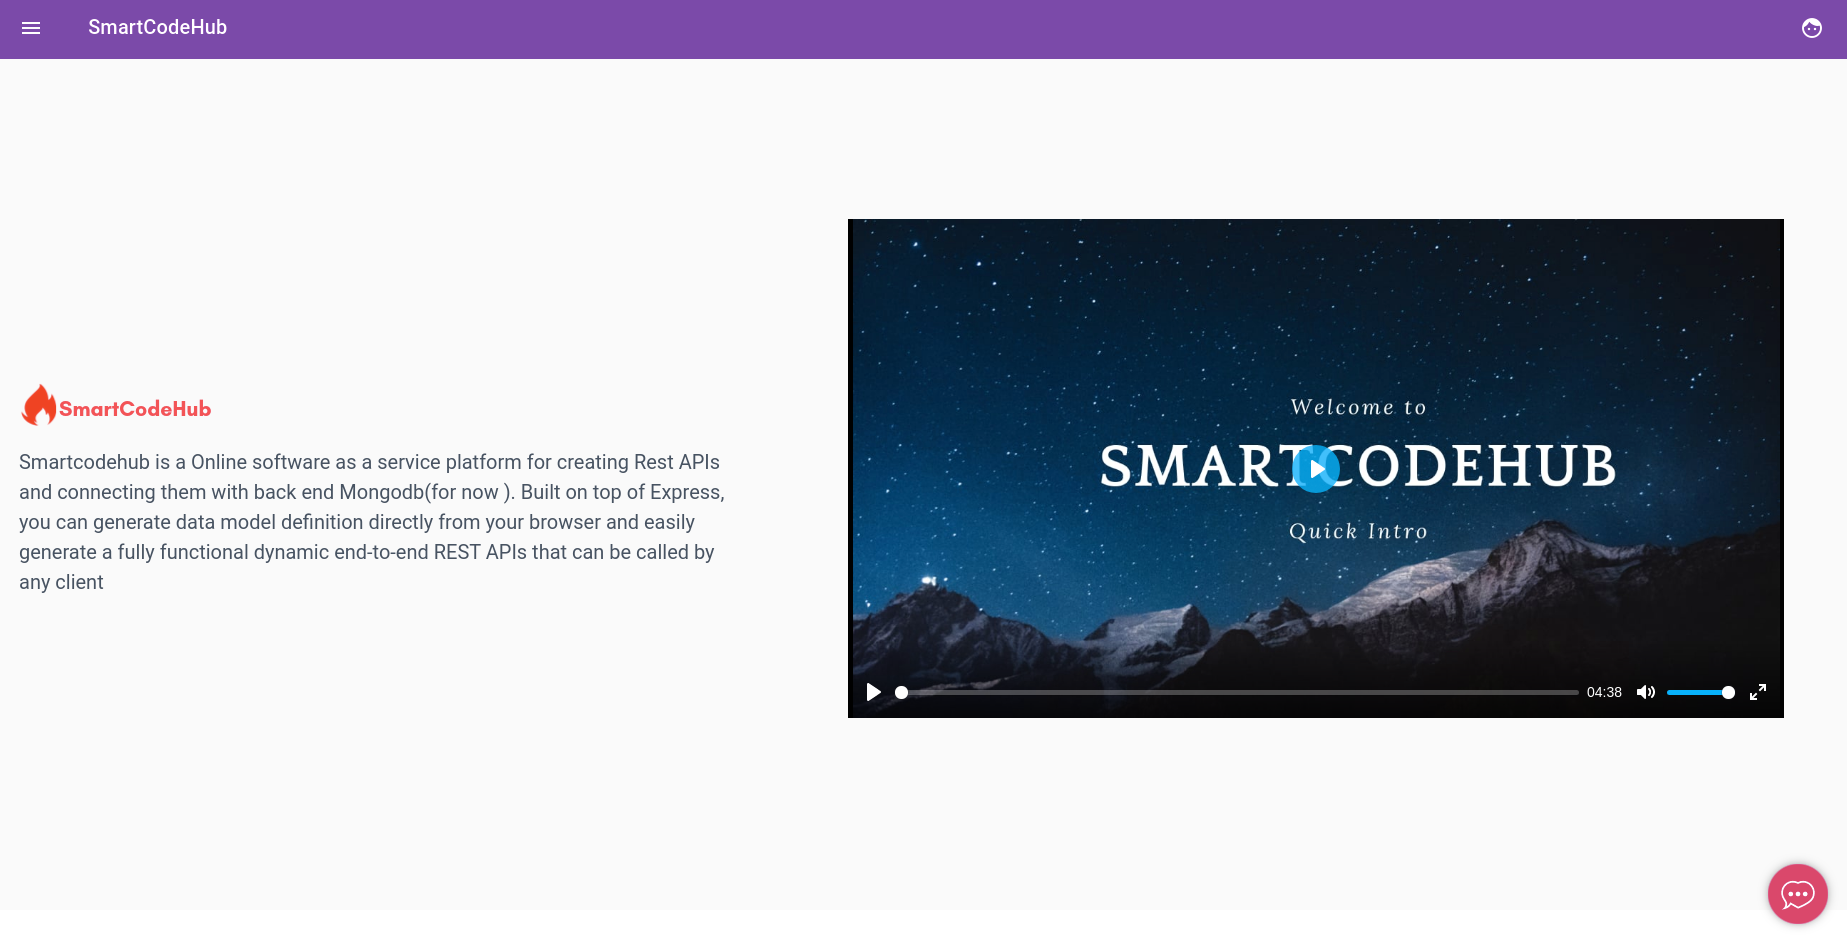 SmartCodeHub
SmartCodeHub
Smartcodehub is a Online software as a service platform for creating Rest APIs
and connecting them with back end Mongodb(for now ). Built on top of Express,
you can generate data model definition directly from your browser and easily
generate a fully functional dynamic end-to-end REST APIs that can be called by
any client
Welcome to
SMARTCODEHUB
Quick Intro
04:38